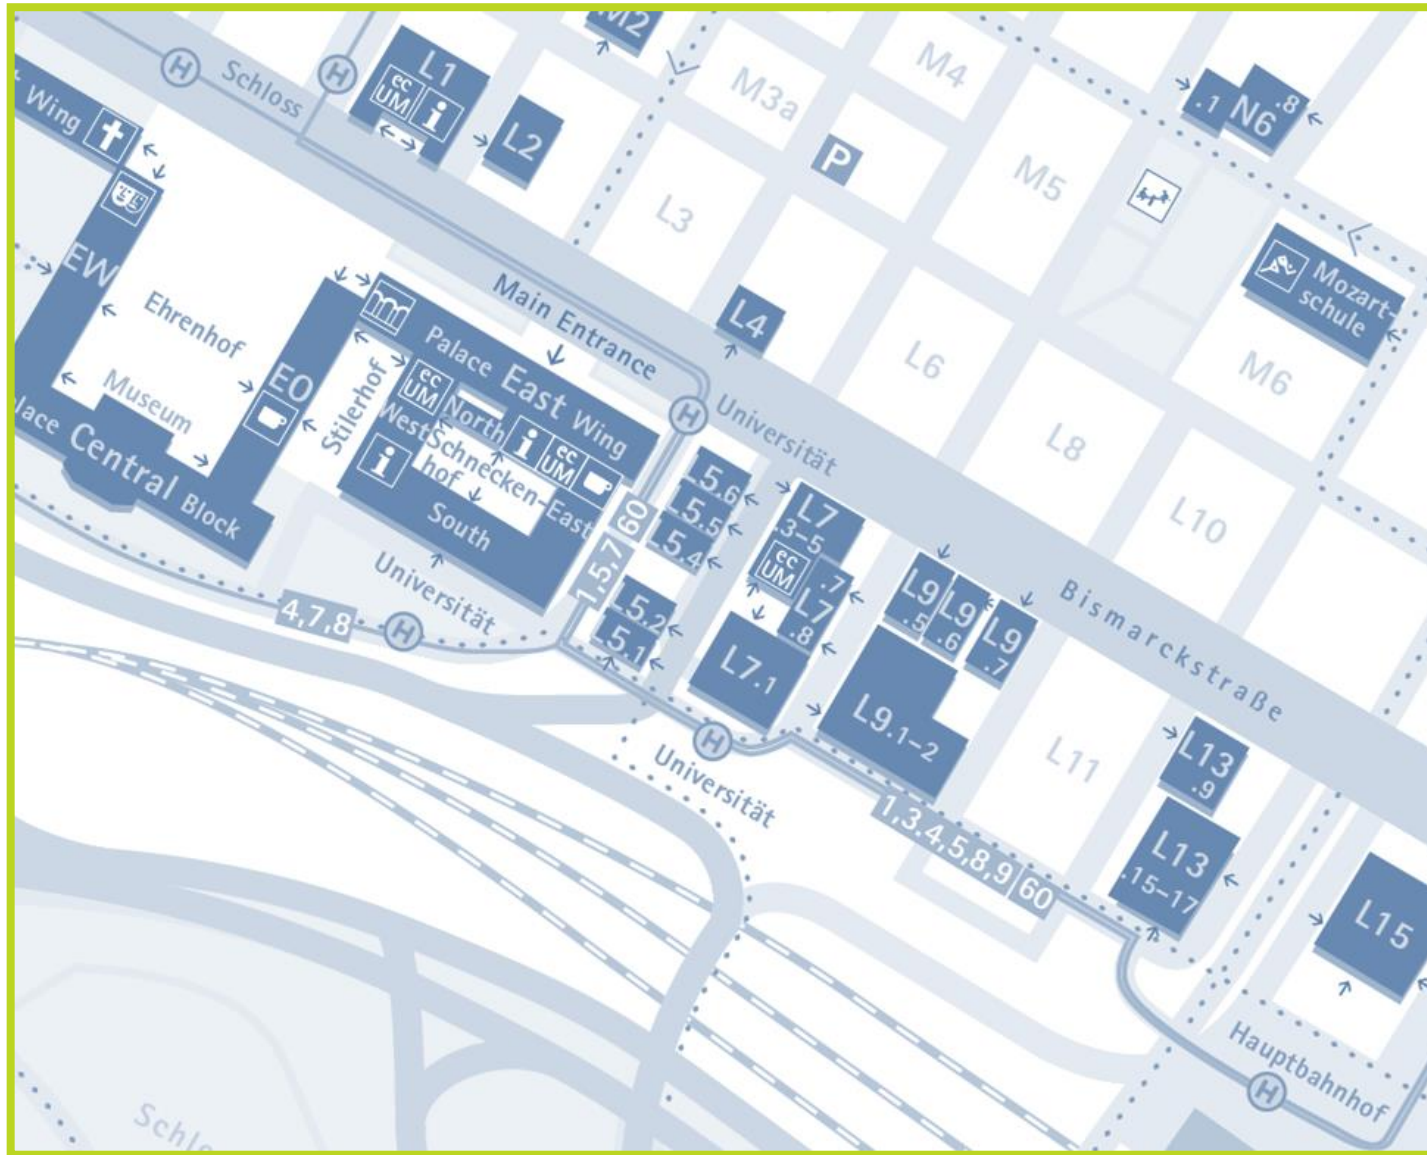 M2
M4
M3a
L1
ec
UM
i
H
Schloss
H
.1
N6
.8
t Wing
L2
P
M5
L3
EW
Ehrenhof
Main Entrance
Mozart-
schule
L4
L6
M6
Palace East Wing
EO
Museum
Stilerhof
ec
UM
North
West
Schnecken-
hof
i
ec
UM
East
i
South
H
Universität
L8
lace Central Block
L5.6
L5.5
L5.4
L5.2
L5.1
L7
.3–5
ec
UM
.7
L7
.8
L7.1
L10
1,5,7
60
Universität
4,7,8
H
L9
.5
L9
.6
L9
.7
L9.1–2
Bismarckstraße
H
Universität
L11
L13
.9
L13
.15–17
1,3.4,5,8,9
60
L15
Hauptbahnhof
H
Schlo